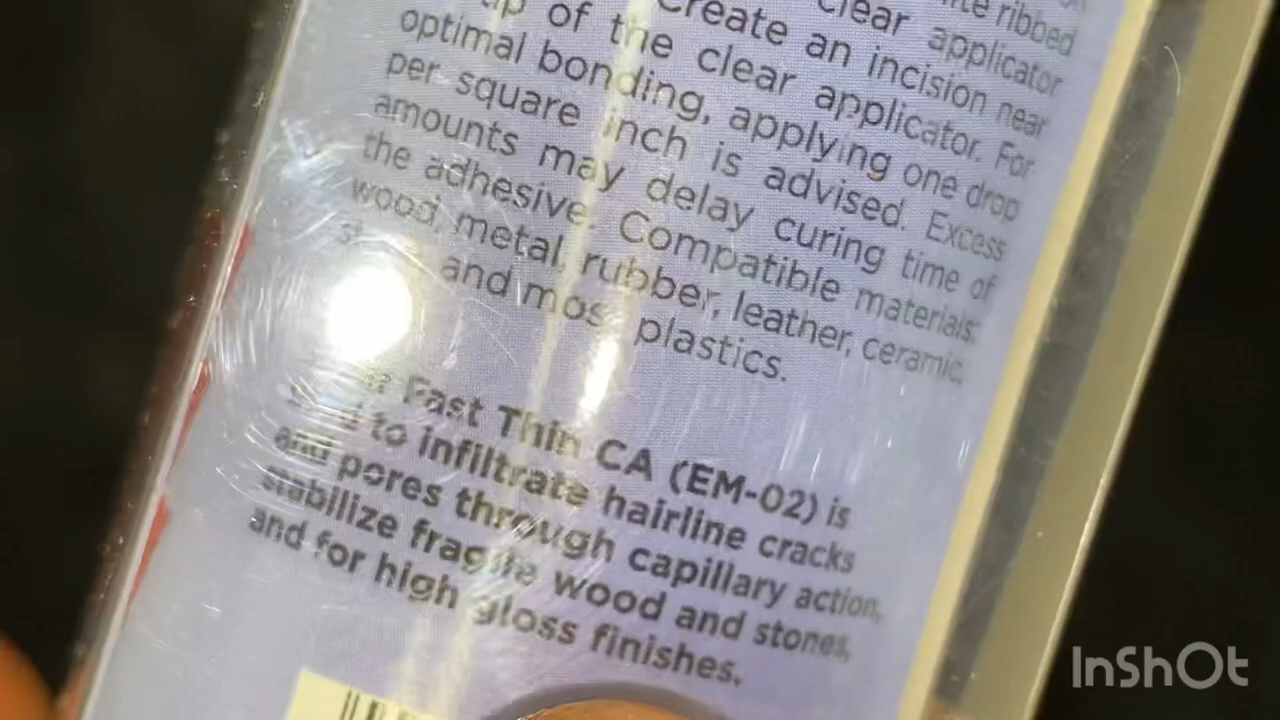 ribbed
clear applicator
Create an incision near
of the clear applicator. For
optimal bonding, applying one drop
per square inch is advised. Excess
amounts may delay curing time of
the adhesive. Compatible materials:
wood, metal, rubber, leather, ceramic,
and most plastics.
Fast Thin CA (EM-02) is
to infiltrate hairline cracks
and pores through capillary action,
stabilize fragile wood and stones,
and for high gloss finishes.
InShOt